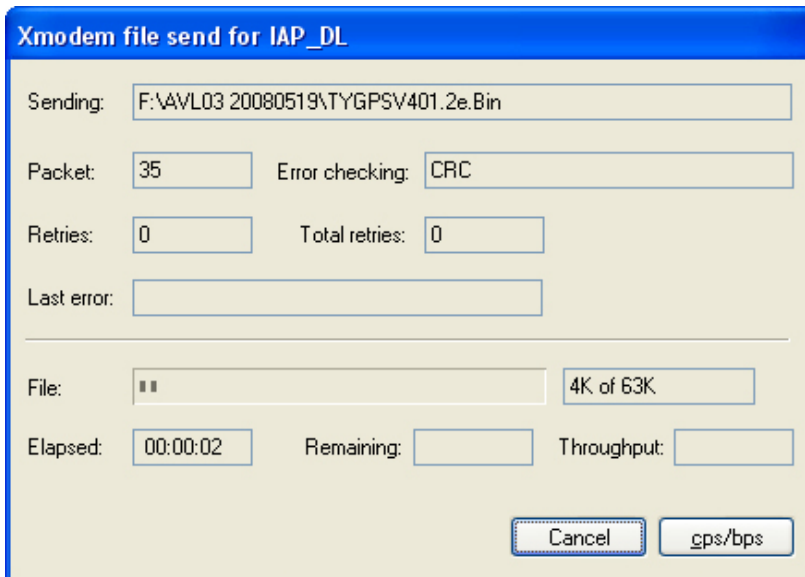 Xmodem file send for IAP_DL
Sending: F:\AVL03 20080519\TYGPSV401.2e.Bin
Packet: 35 Error checking: CRC
Retries: 0 Total retries: 0
Last error:
File: 4K of 63K
Elapsed: 00:00:02 Remaining: Throughput:
Cancel cps/bps